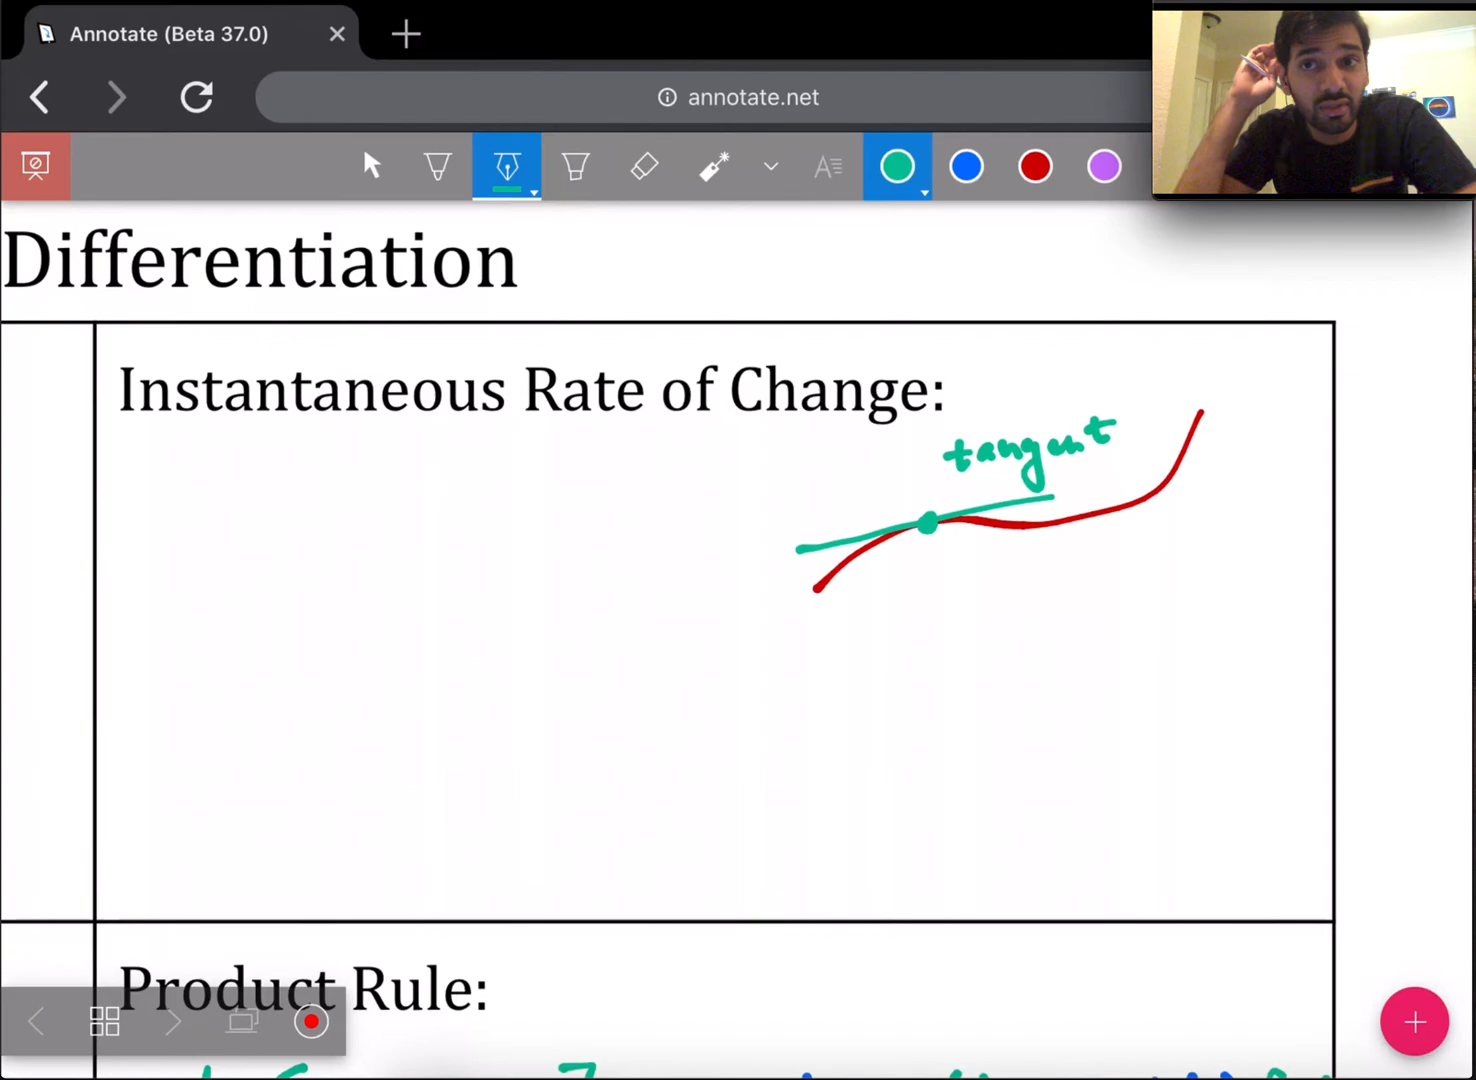 Annotate (Beta 37.0)
annotate.net
Differentiation
Instantaneous Rate of Change:
tangent
Product Rule: